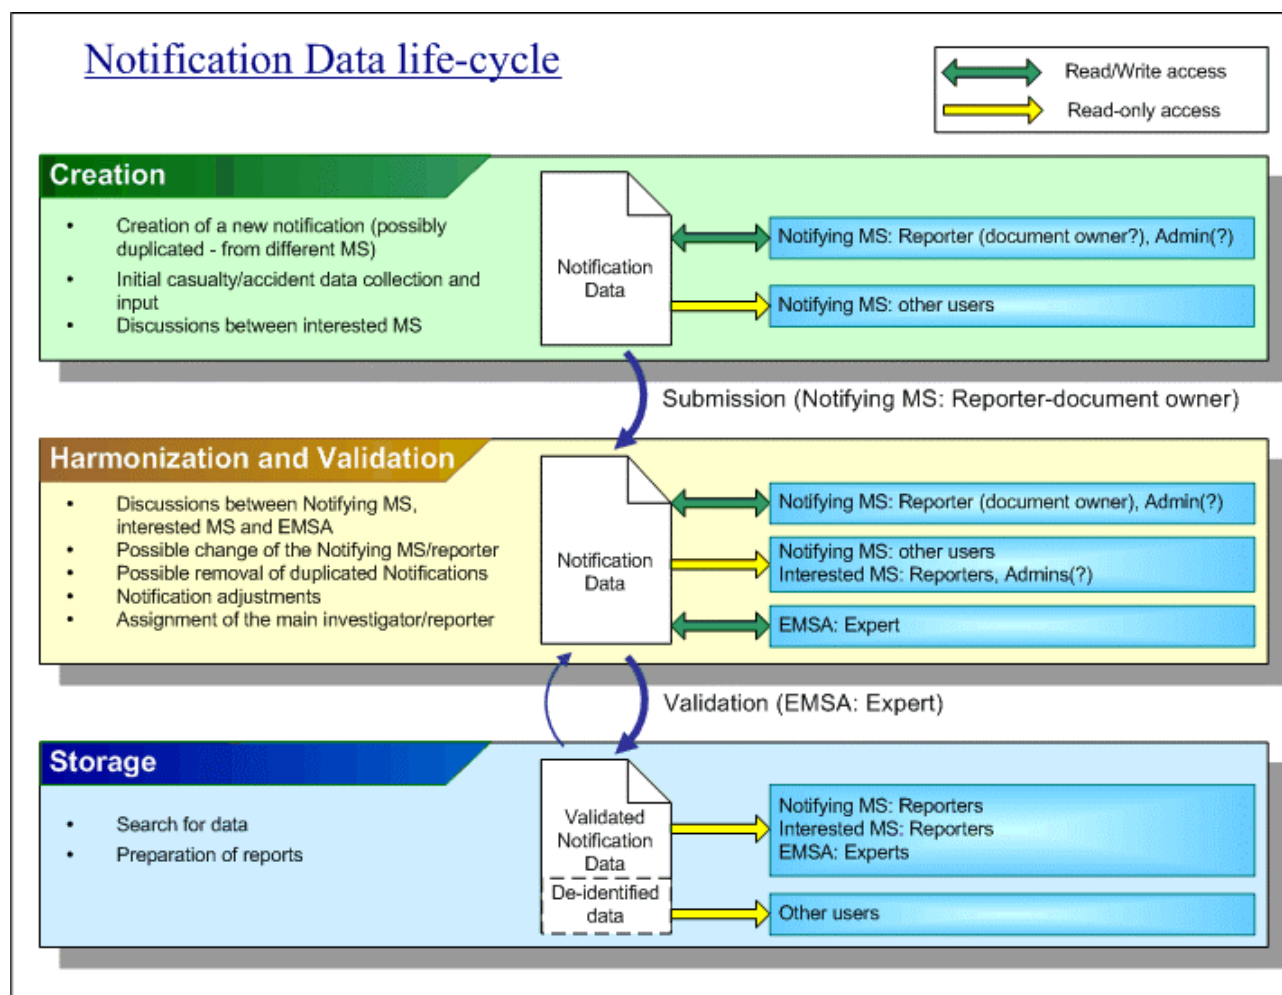 Notification Data life-cycle
Read/Write access
Read-only access
Creation
• Creation of a new notification (possibly
duplicated - from different MS)
• Initial casualty/accident data collection and
input
• Discussions between interested MS
Notification
Data
Notifying MS: Reporter (document owner?), Admin(?)
Notifying MS: other users
Submission (Notifying MS: Reporter-document owner)
Harmonization and Validation
• Discussions between Notifying MS,
interested MS and EMSA
• Possible change of the Notifying MS/reporter
• Possible removal of duplicated Notifications
• Notification adjustments
• Assignment of the main investigator/reporter
Notification
Data
Notifying MS: Reporter (document owner), Admin(?)
Notifying MS: other users
Interested MS: Reporters, Admins(?)
EMSA: Expert
Validation (EMSA: Expert)
Storage
• Search for data
• Preparation of reports
Validated
Notification
Data
De-identified
data
Notifying MS: Reporters
Interested MS: Reporters
EMSA: Experts
Other users